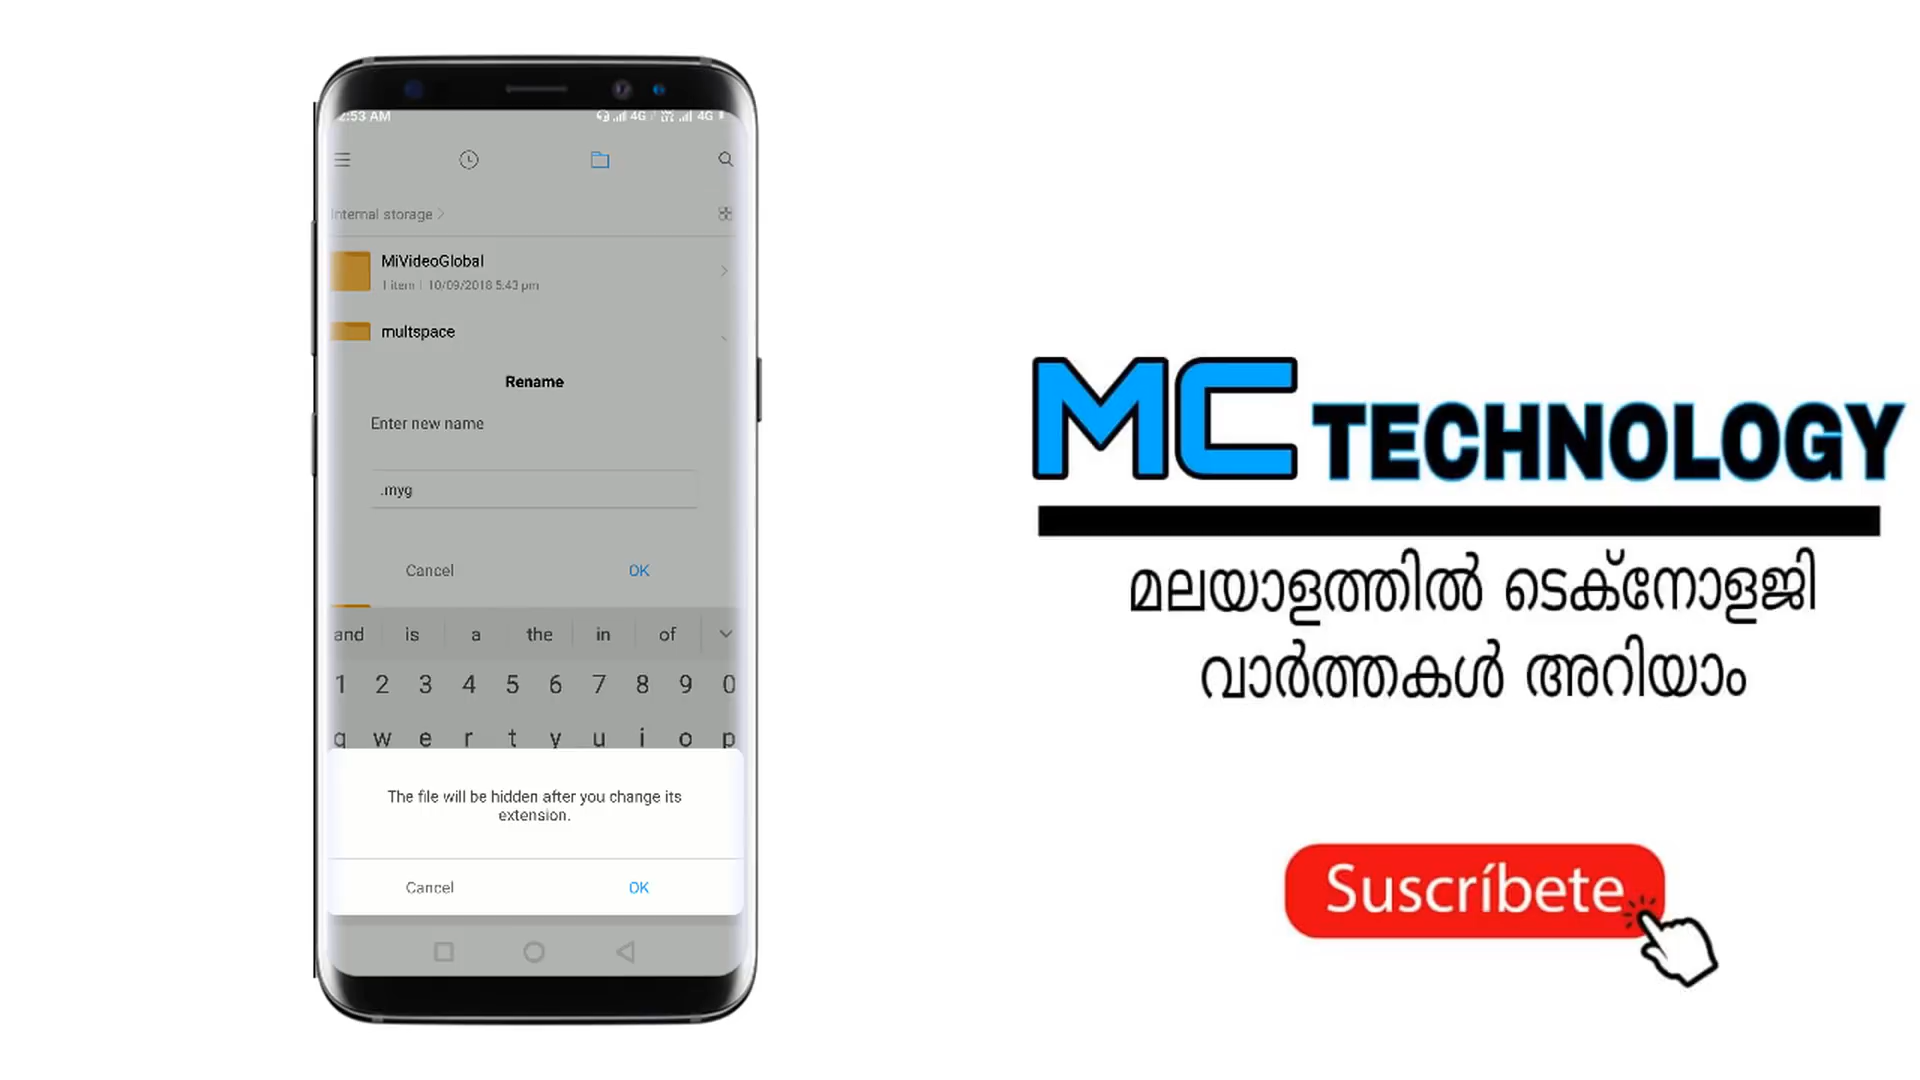 2:53 AM 4G 4G
Internal storage
MiVideoGlobal
1 item | 10/09/2018 5:43 pm
multspace
Rename
Enter new name
.myg
Cancel OK
and is a the in of
1 2 3 4 5 6 7 8 9 0
q w e r t y u i o p
The file will be hidden after you change its
extension.
Cancel OK
MC TECHNOLOGY
മലയാളത്തിൽ ടെക്നോളജി
വാർത്തകൾ അറിയാം
Suscríbete